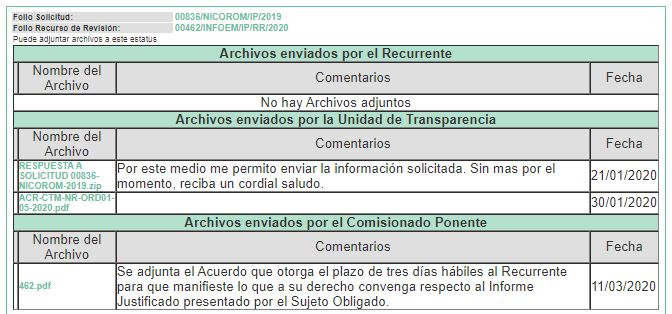 Folio Solicitud: 00836/NICOROM/IP/2019
Folio Recurso de Revisión: 00462/INFOEM/IP/RR/2020
Puede adjuntar archivos a este estatus
Archivos enviados por el Recurrente
Nombre del Archivo Comentarios Fecha
No hay Archivos adjuntos
Archivos enviados por la Unidad de Transparencia
Nombre del Archivo Comentarios Fecha
RESPUESTA A
SOLICITUD 00836-
NICOROM-2019.zip
Por este medio me permito enviar la información solicitada. Sin mas por el
momento, reciba un cordial saludo.
21/01/2020
ACR-CTM-NR-ORD01-
05-2020.pdf
30/01/2020
Archivos enviados por el Comisionado Ponente
Nombre del Archivo Comentarios Fecha
462.pdf
Se adjunta el Acuerdo que otorga el plazo de tres días hábiles al Recurrente
para que manifieste lo que a su derecho convenga respecto al Informe
Justificado presentado por el Sujeto Obligado.
11/03/2020